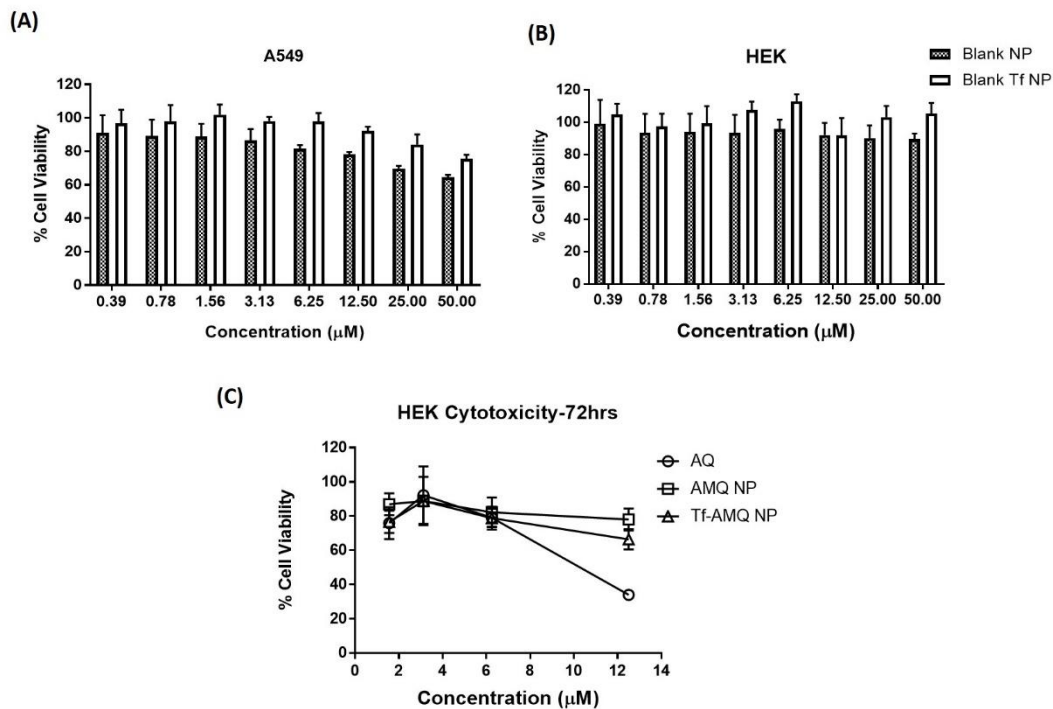 (A)
A549
% Cell Viability
120
100
80
60
40
20
0
0.39 0.78 1.56 3.13 6.25 12.50 25.00 50.00
Concentration (μM)
(B)
HEK
Blank NP
Blank Tf NP
% Cell Viability
120
100
80
60
40
20
0
0.39 0.78 1.56 3.13 6.25 12.50 25.00 50.00
Concentration (μM)
(C)
HEK Cytotoxicity-72hrs
AQ
AMQ NP
Tf-AMQ NP
% Cell Viability
120
100
80
60
40
20
0
0 2 4 6 8 10 12 14
Concentration (μM)